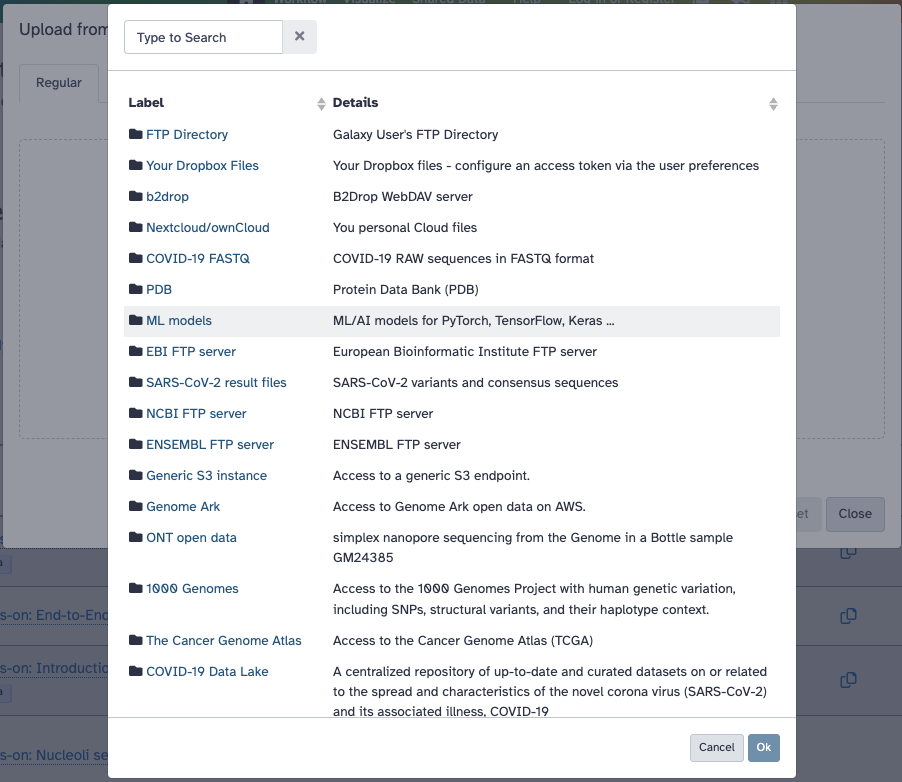 Workflow Visualize Shared Data Help Log in or Register
Upload from
Type to Search
Regular
Label Details
FTP Directory Galaxy User's FTP Directory
Your Dropbox Files Your Dropbox files - configure an access token via the user preferences
b2drop B2Drop WebDAV server
Nextcloud/ownCloud You personal Cloud files
COVID-19 FASTQ COVID-19 RAW sequences in FASTQ format
PDB Protein Data Bank (PDB)
ML models ML/AI models for PyTorch, TensorFlow, Keras ...
EBI FTP server European Bioinformatic Institute FTP server
SARS-CoV-2 result files SARS-CoV-2 variants and consensus sequences
NCBI FTP server NCBI FTP server
ENSEMBL FTP server ENSEMBL FTP server
Generic S3 instance Access to a generic S3 endpoint.
Genome Ark Access to Genome Ark open data on AWS.
et Close
ONT open data simplex nanopore sequencing from the Genome in a Bottle sample
GM24385
1000 Genomes Access to the 1000 Genomes Project with human genetic variation,
including SNPs, structural variants, and their haplotype context.
s-on: End-to-End
The Cancer Genome Atlas Access to the Cancer Genome Atlas (TCGA)
s-on: Introductio
COVID-19 Data Lake A centralized repository of up-to-date and curated datasets on or related
to the spread and characteristics of the novel corona virus (SARS-CoV-2)
and its associated illness, COVID-19
s-on: Nucleoli se
Cancel Ok